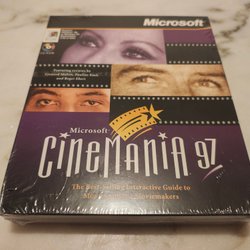 Microsoft
Featuring reviews by
Leonard Maltin, Pauline Kael,
and Roger Ebert
Microsoft
CINEMANIA 97
The Best-Selling Interactive Guide to
Movies and the Moviemakers